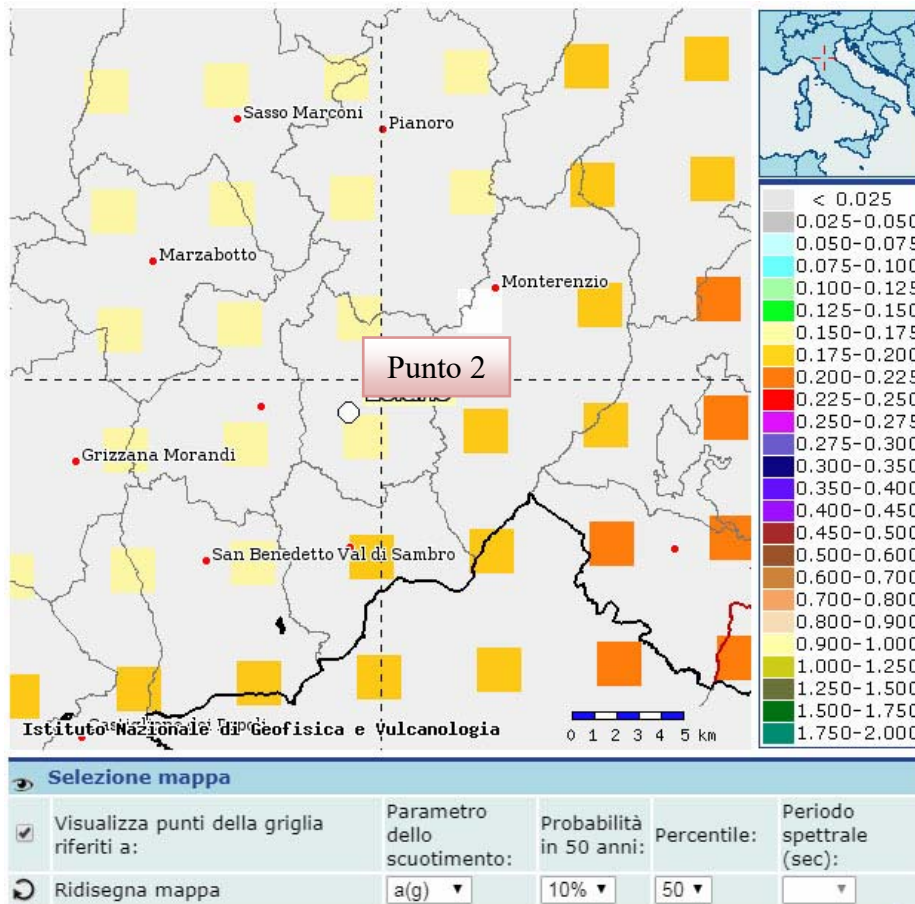 Sasso Marconi
Pianoro
Marzabotto
Monterenzio
Punto 2
Grizzana Morandi
San Benedetto Val di Sambro
Istituto Nazionale di Geofisica e Vulcanologia
0 1 2 3 4 5 km
< 0.025
0.025-0.050
0.050-0.075
0.075-0.100
0.100-0.125
0.125-0.150
0.150-0.175
0.175-0.200
0.200-0.225
0.225-0.250
0.250-0.275
0.275-0.300
0.300-0.350
0.350-0.400
0.400-0.450
0.450-0.500
0.500-0.600
0.600-0.700
0.700-0.800
0.800-0.900
0.900-1.000
1.000-1.250
1.250-1.500
1.500-1.750
1.750-2.000
Selezione mappa
Visualizza punti della griglia
riferiti a:
Parametro
dello
scuotimento:
Probabilità
in 50 anni:
Percentile:
Periodo
spettrale
(sec):
Ridisegna mappa
a(g)
10%
50